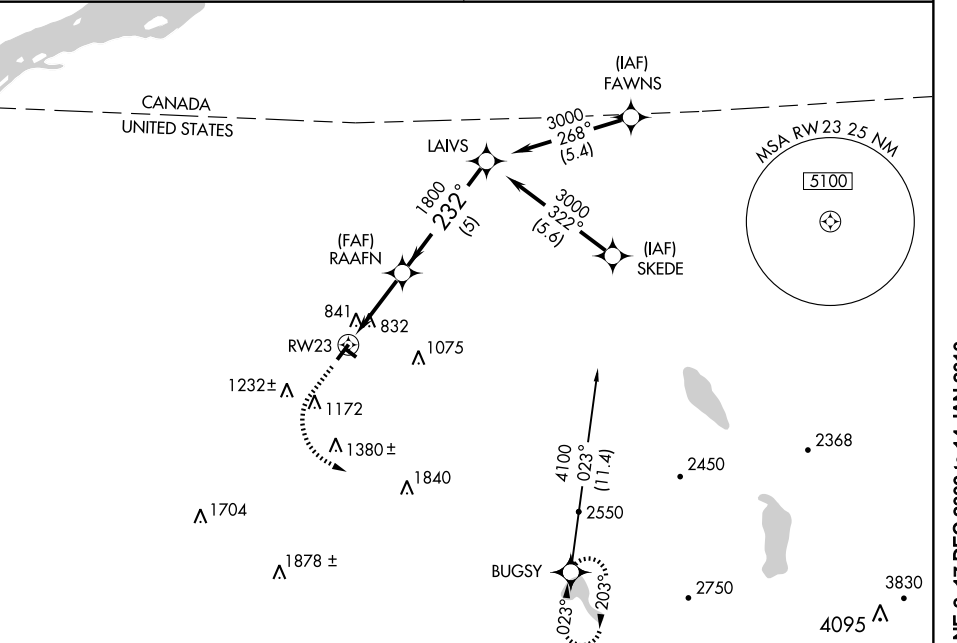 (IAF)
FAWNS
CANADA
UNITED STATES
3000
268°
(5.4)
LAIVS
MSA RW 23 25 NM
5100
1800
232°
(5)
3000
322°
(5.6)
(FAF)
RAAFN
(IAF)
SKEDE
841
832
RW23
1075
1232±
1172
1380±
2368
4100
023°
(11.4)
2450
1840
1704
2550
1878 ±
BUGSY
2750
3830
023°
203°
4095